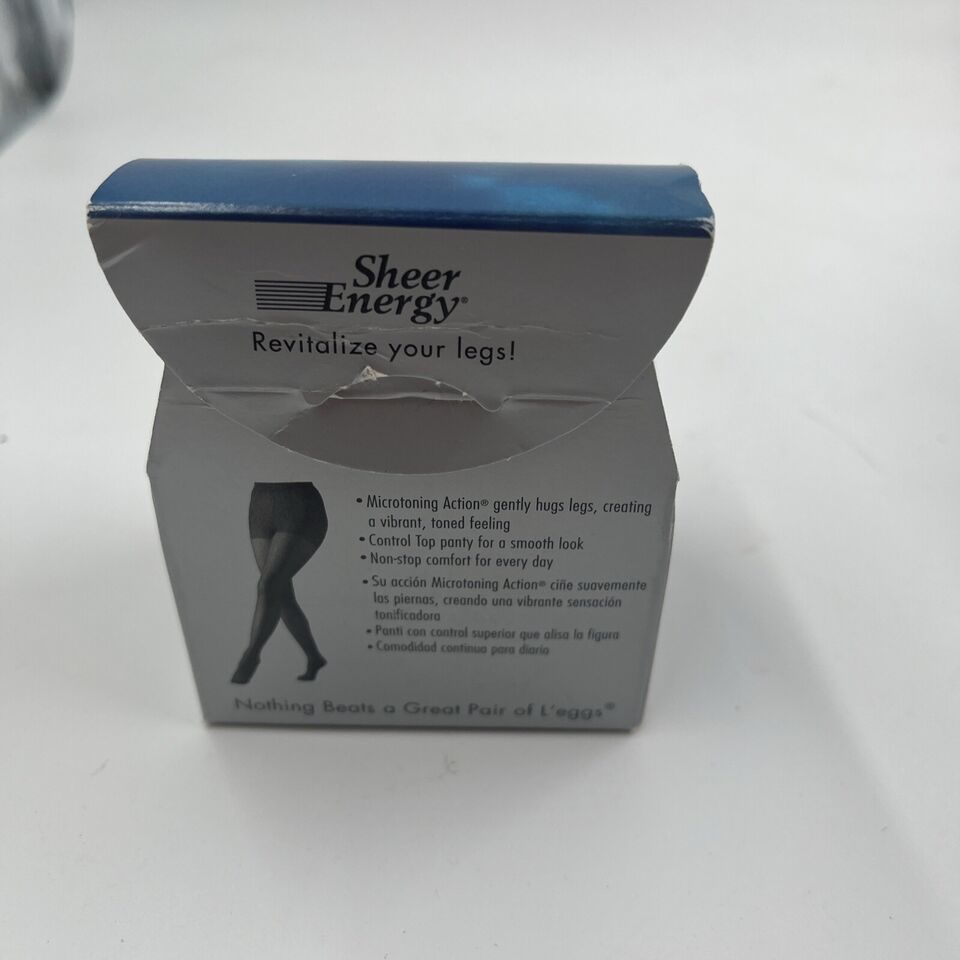 Sheer
Energy®
Revitalize your legs!
• Microtoning Action® gently hugs legs, creating
a vibrant, toned feeling
• Control Top panty for a smooth look
• Non-stop comfort for every day
• Su acción Microtoning Action® ciñe suavemente
las piernas, creando una vibrante sensación
tonificadora
• Panti con control superior que alisa la figura
• Comodidad continua para diario
Nothing Beats a Great Pair of L'eggs®